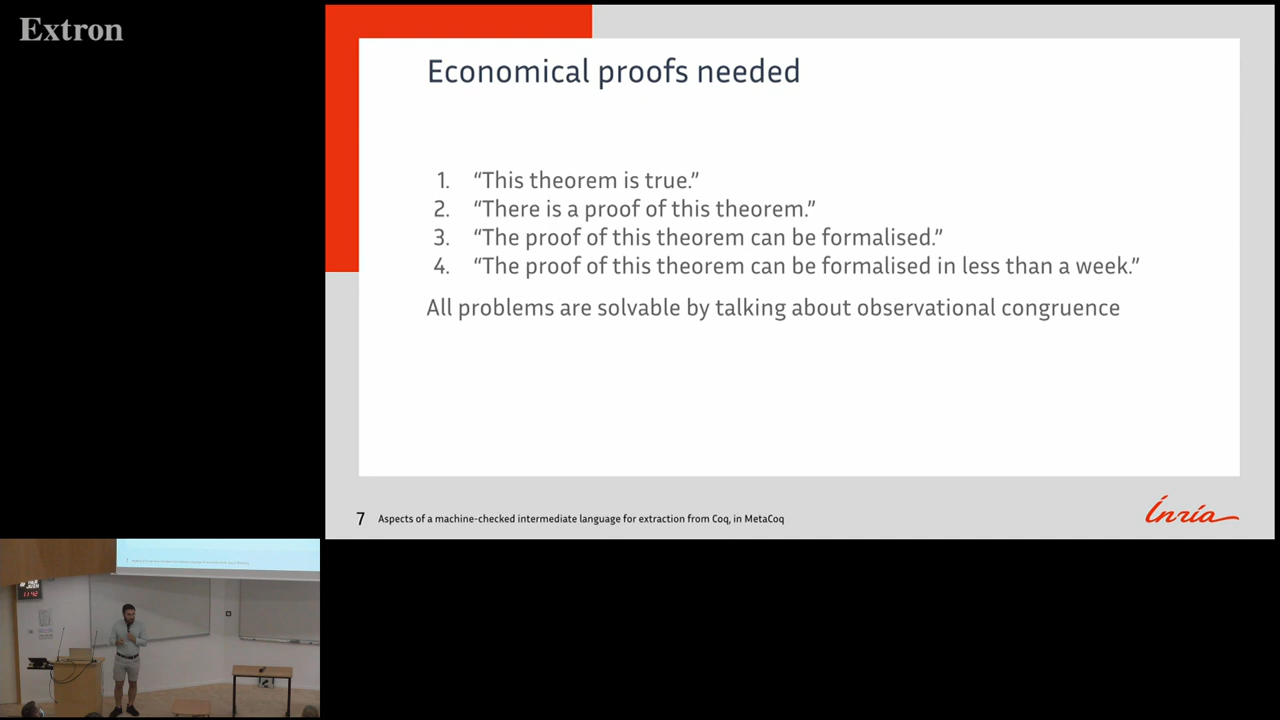 Extron
Economical proofs needed
1. “This theorem is true.”
2. “There is a proof of this theorem.”
3. “The proof of this theorem can be formalised.”
4. “The proof of this theorem can be formalised in less than a week.”
All problems are solvable by talking about observational congruence
7 Aspects of a machine-checked intermediate language for extraction from Coq, in MetaCoq
Inria